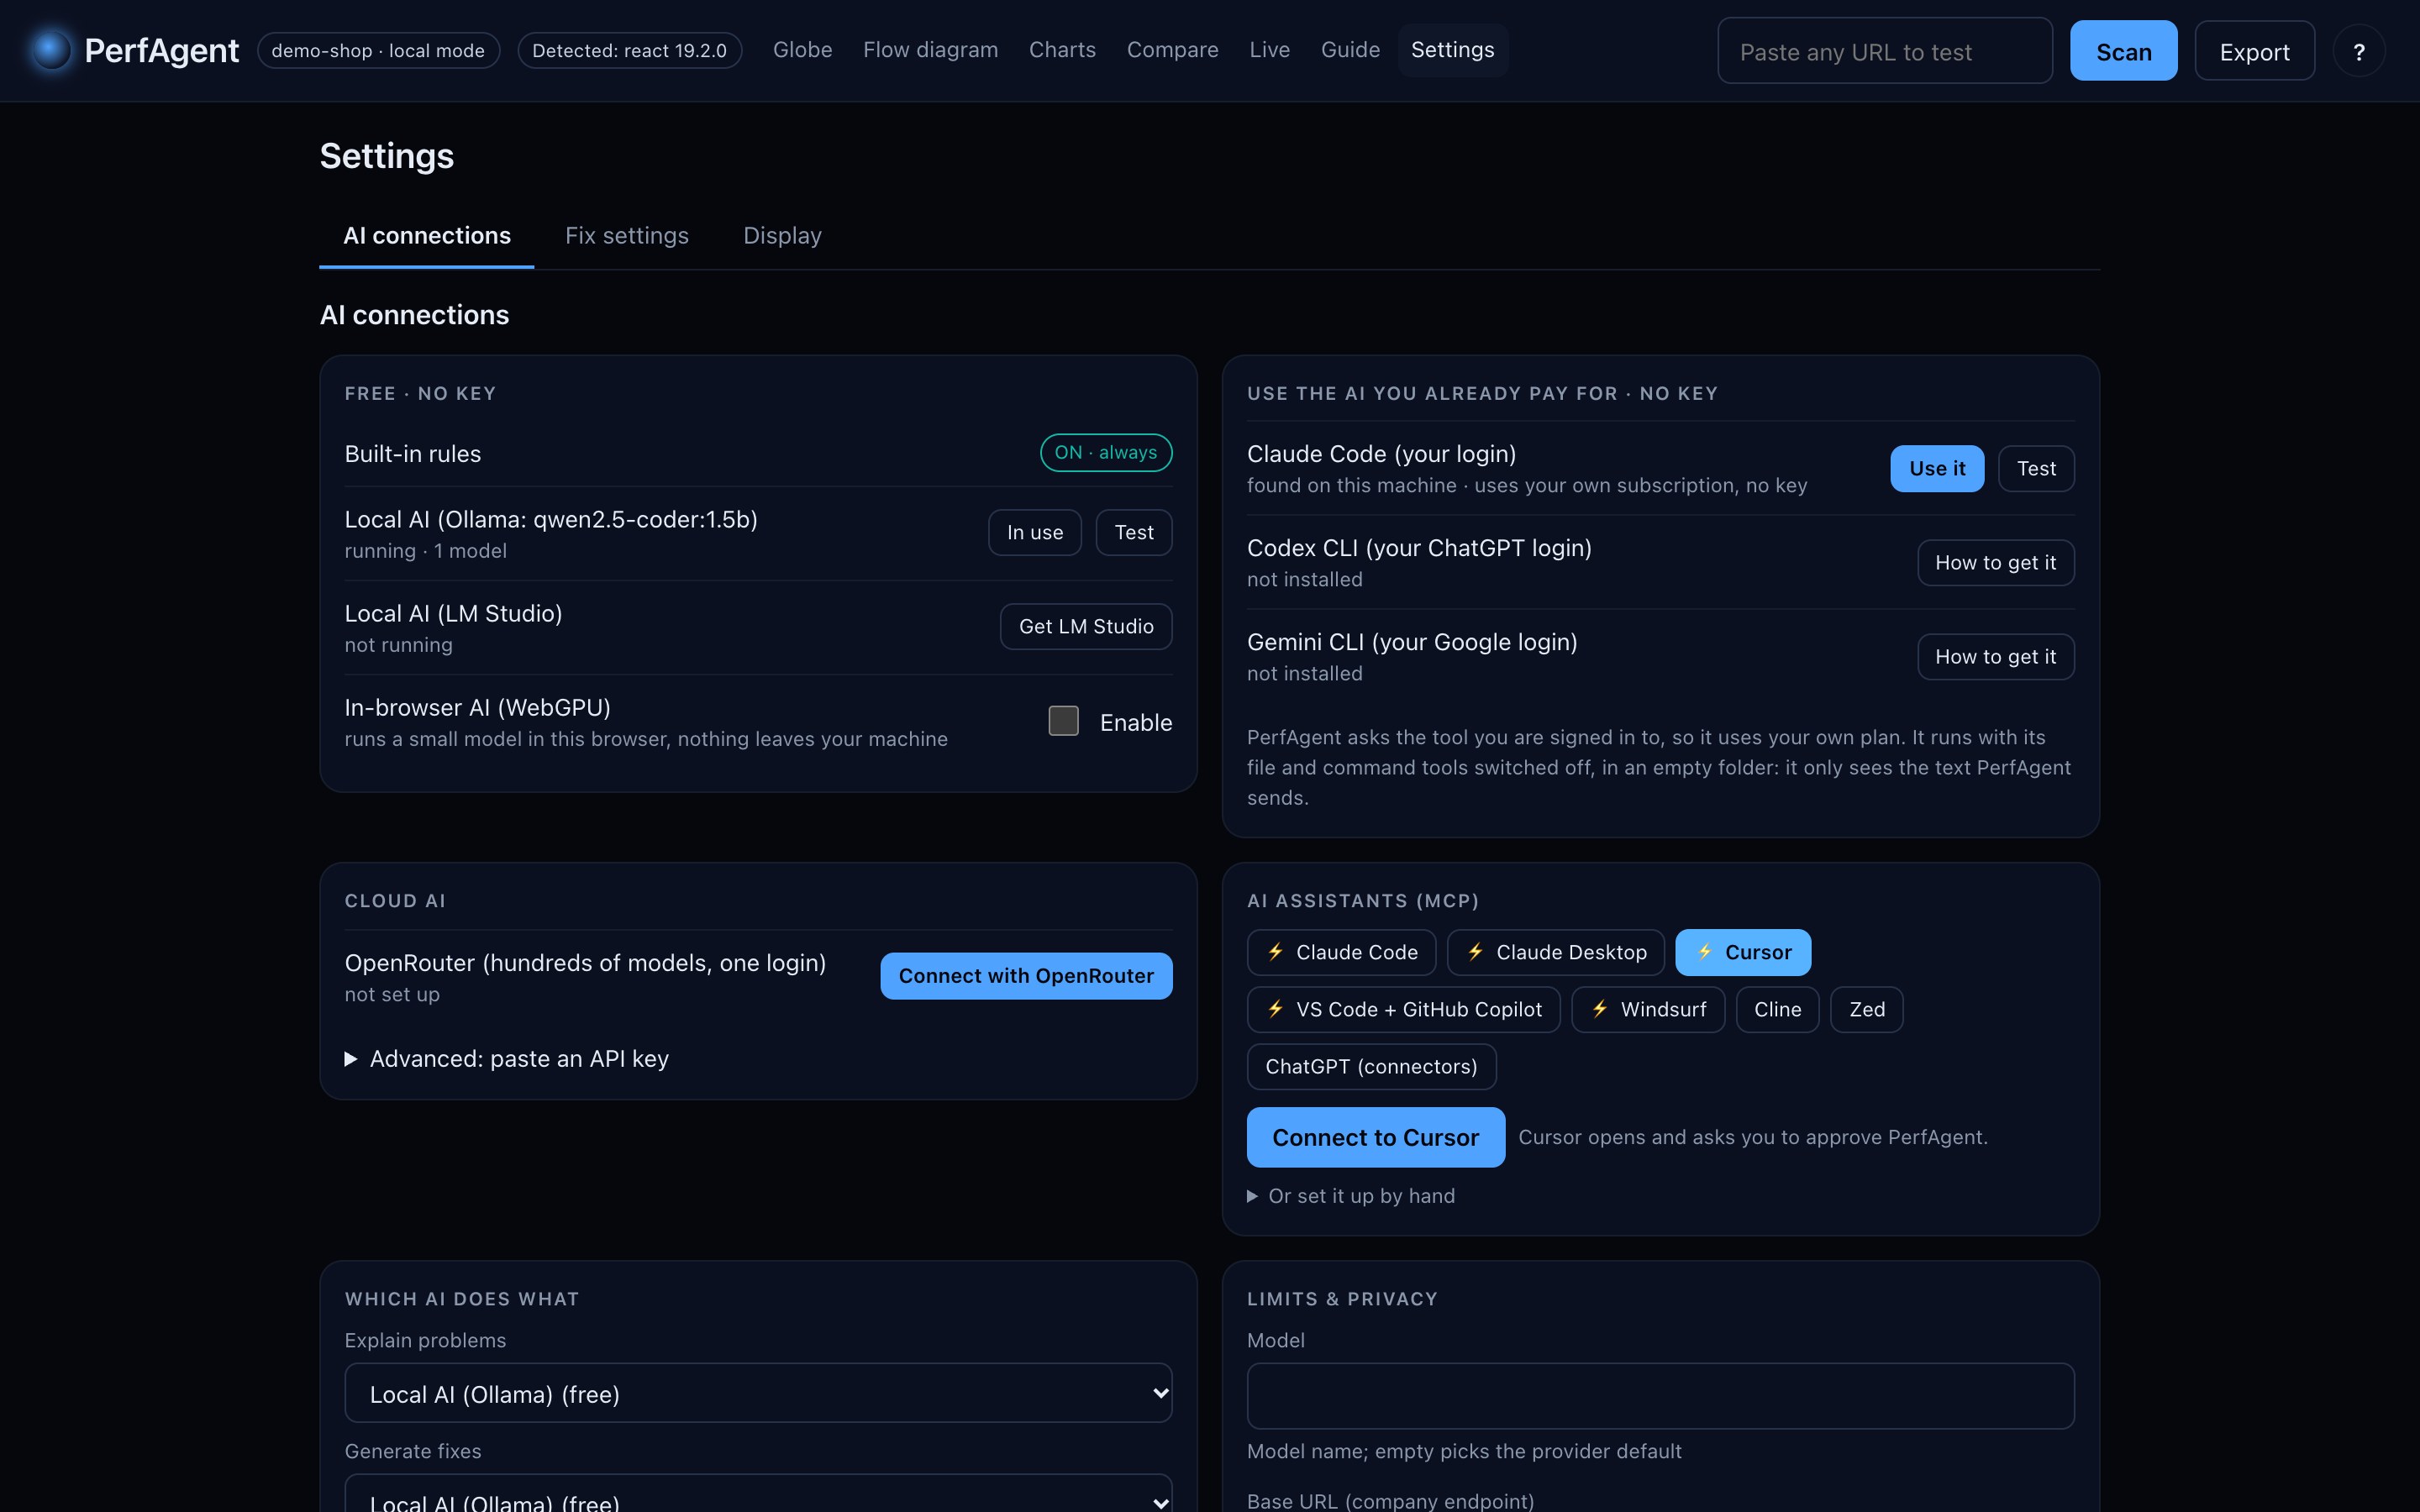 PerfAgent
demo-shop · local mode
Detected: react 19.2.0
Globe
Flow diagram
Charts
Compare
Live
Guide
Settings
Paste any URL to test
Scan
Export
?
Settings
AI connections
Fix settings
Display
AI connections
FREE · NO KEY
Built-in rules
ON · always
Local AI (Ollama: qwen2.5-coder:1.5b)
running · 1 model
In use
Test
Local AI (LM Studio)
not running
Get LM Studio
In-browser AI (WebGPU)
runs a small model in this browser, nothing leaves your machine
Enable
USE THE AI YOU ALREADY PAY FOR · NO KEY
Claude Code (your login)
found on this machine · uses your own subscription, no key
Use it
Test
Codex CLI (your ChatGPT login)
not installed
How to get it
Gemini CLI (your Google login)
not installed
How to get it
PerfAgent asks the tool you are signed in to, so it uses your own plan. It runs with its
file and command tools switched off, in an empty folder: it only sees the text PerfAgent
sends.
CLOUD AI
OpenRouter (hundreds of models, one login)
not set up
Connect with OpenRouter
Advanced: paste an API key
AI ASSISTANTS (MCP)
Claude Code
Claude Desktop
Cursor
VS Code + GitHub Copilot
Windsurf
Cline
Zed
ChatGPT (connectors)
Connect to Cursor
Cursor opens and asks you to approve PerfAgent.
Or set it up by hand
WHICH AI DOES WHAT
Explain problems
Local AI (Ollama) (free)
Generate fixes
Local AI (Ollama) (free)
LIMITS & PRIVACY
Model
Model name; empty picks the provider default
Base URL (company endpoint)